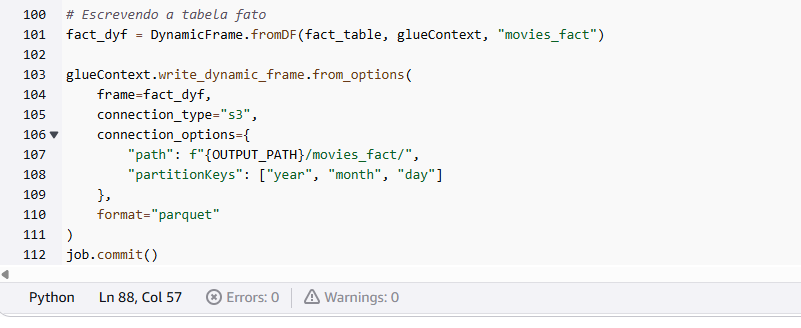 100 # Escrevendo a tabela fato
101 fact_dyf = DynamicFrame.fromDF(fact_table, glueContext, "movies_fact")
102
103 glueContext.write_dynamic_frame.from_options(
104     frame=fact_dyf,
105     connection_type="s3",
106     connection_options={
107         "path": f"{OUTPUT_PATH}/movies_fact/",
108         "partitionKeys": ["year", "month", "day"]
109     },
110     format="parquet"
111 )
112 job.commit()
Python Ln 88, Col 57 Errors: 0 Warnings: 0